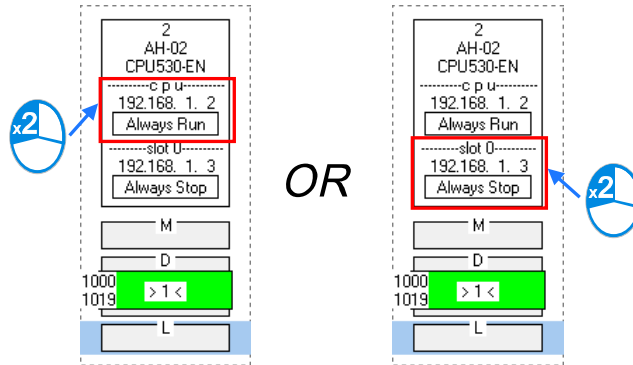 2
AH-02
CPU530-EN
---------c p u---------
192.168. 1. 2
Always Run
--------slot 0--------
192.168. 1. 3
Always Stop
M
D
1000
1019
> 1 <
L
x2
OR
2
AH-02
CPU530-EN
---------c p u---------
192.168. 1. 2
Always Run
--------slot 0--------
192.168. 1. 3
Always Stop
M
D
1000
1019
> 1 <
L
x2